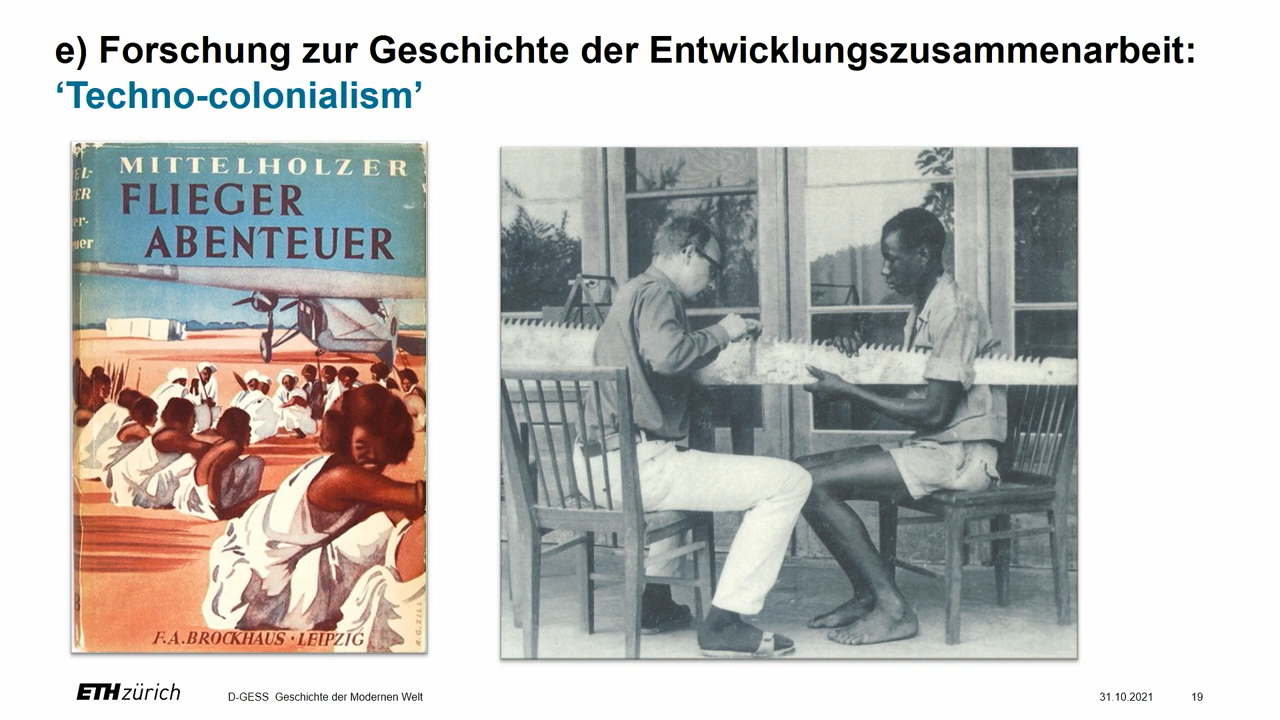 e) Forschung zur Geschichte der Entwicklungszusammenarbeit:
‘Techno-colonialism’
MITTELHOLZER
FLIEGER
ABENTEUER
F.A.BROCKHAUS·LEIPZIG
ETH zürich
D-GESS Geschichte der Modernen Welt
31.10.2021
19